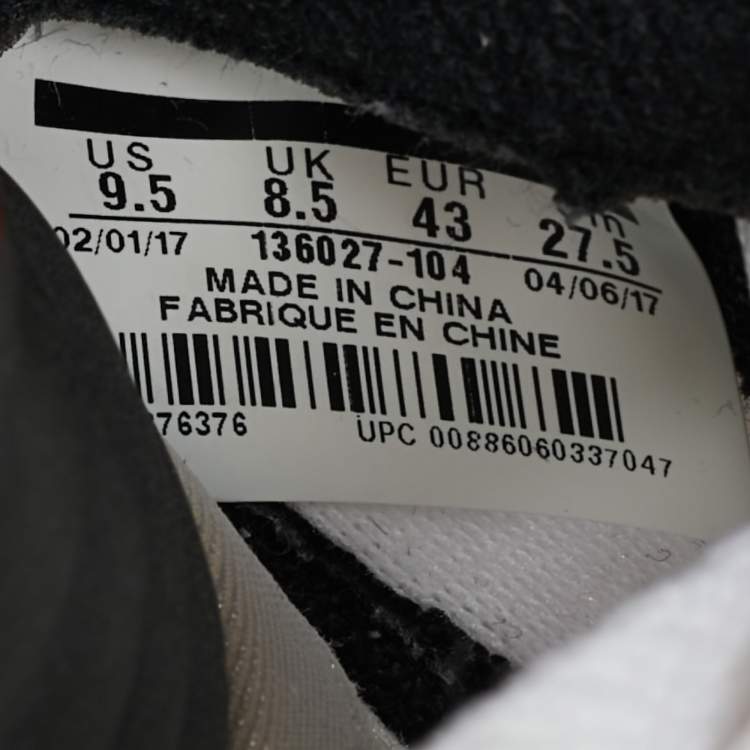 US UK EUR
9.5 8.5 43 27.5
02/01/17 136027-104 04/06/17
MADE IN CHINA
FABRIQUE EN CHINE
76376 UPC 00886060337047